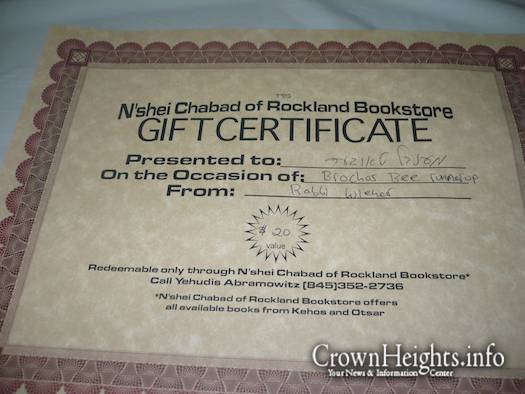 N'shei Chabad of Rockland Bookstore
GIFT CERTIFICATE
Presented to:
On the Occasion of: Brochos Bee runnerup
From: Rabbi
$ 20
value
Redeemable only through N'shei Chabad of Rockland Bookstore*
Call Yehudis Abramowitz (845)352-2736
*N'shei Chabad of Rockland Bookstore offers
all available books from Kehos and Otsar
CrownHeights.info
Your News & Information Center